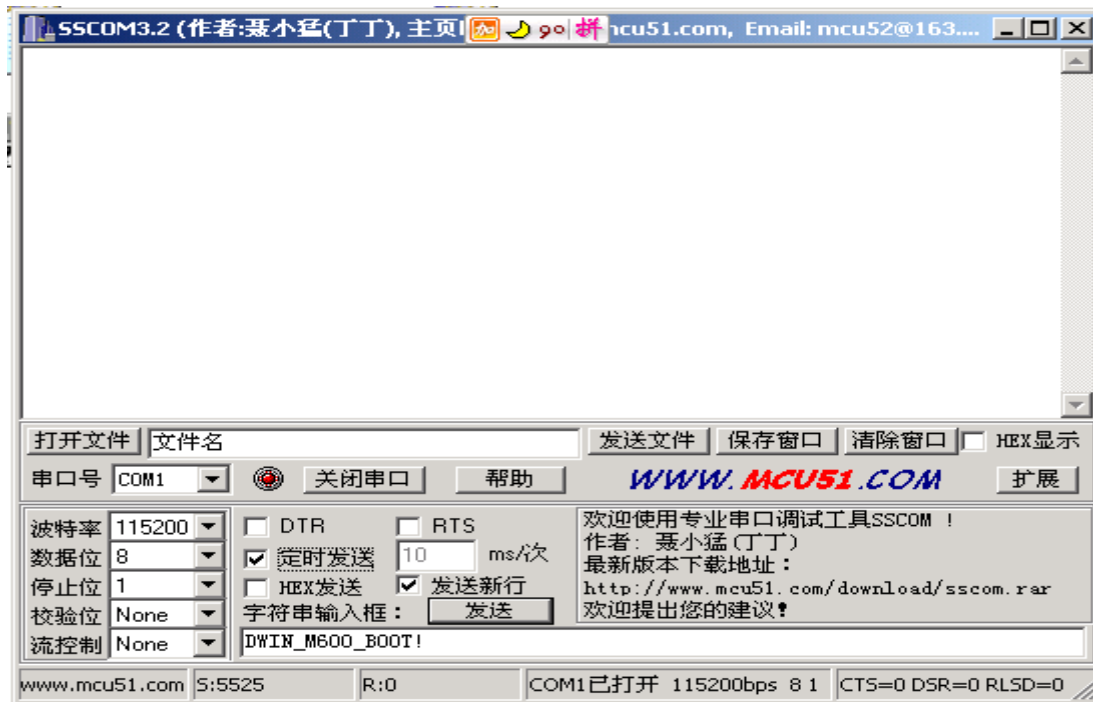 SSCOM3.2 (作者:聂小猛(丁丁), 主页 加 拼 mcu51.com, Email: mcu52@163....
打开文件 文件名 发送文件 保存窗口 清除窗口 HEX显示
串口号 COM1 关闭串口 帮助 WWW.MCU51.COM 扩展
波特率 115200 DTR RTS
数据位 8 定时发送 10 ms/次
停止位 1 HEX发送 发送新行
校验位 None 字符串输入框: 发送
流控制 None DWIN_M600_BOOT!
欢迎使用专业串口调试工具SSCOM !
作者: 聂小猛(丁丁)
最新版本下载地址:
http://www.mcu51.com/download/sscom.rar
欢迎提出您的建议!
www.mcu51.com S:5525 R:0 COM1已打开 115200bps 8 1 CTS=0 DSR=0 RLSD=0